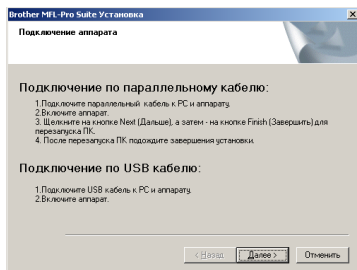 Brother MFL-Pro Suite Установка
Подключение аппарата
Подключение по параллельному кабелю:
1.Подключите параллельный кабель к PC и аппарату.
2.Включите аппарат.
3. Щелкните на кнопке Next (Дальше), а затем - на кнопке Finish (Завершить) для
перезапуска ПК.
4. После перезапуска ПК подождите завершения установки.
Подключение по USB кабелю:
1.Подключите USB кабель к PC и аппарату.
2.Включите аппарат.
< Назад
Далее >
Отменить